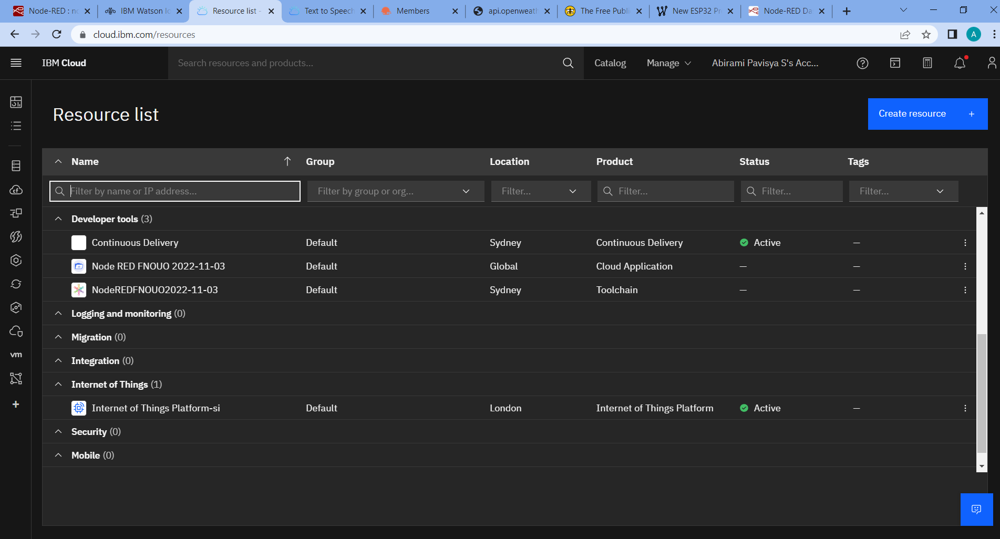 Node-RED : no
IBM Watson Io
Resource list -
Text to Speech
Members
api.openweath
The Free Publi
New ESP32 Pr
Node-RED Da
cloud.ibm.com/resources
A
IBM Cloud
Search resources and products...
Catalog
Manage
Abirami Pavisya S's Acc...
Resource list
Create resource +
Name Group Location Product Status Tags
Filter by name or IP address... Filter by group or org... Filter... Filter... Filter... Filter...
Developer tools (3)
Continuous Delivery Default Sydney Continuous Delivery Active —
Node RED FNOUO 2022-11-03 Default Global Cloud Application — —
NodeREDFNOUO2022-11-03 Default Sydney Toolchain — —
Logging and monitoring (0)
Migration (0)
Integration (0)
Internet of Things (1)
Internet of Things Platform-si Default London Internet of Things Platform Active —
Security (0)
Mobile (0)
cf
vm